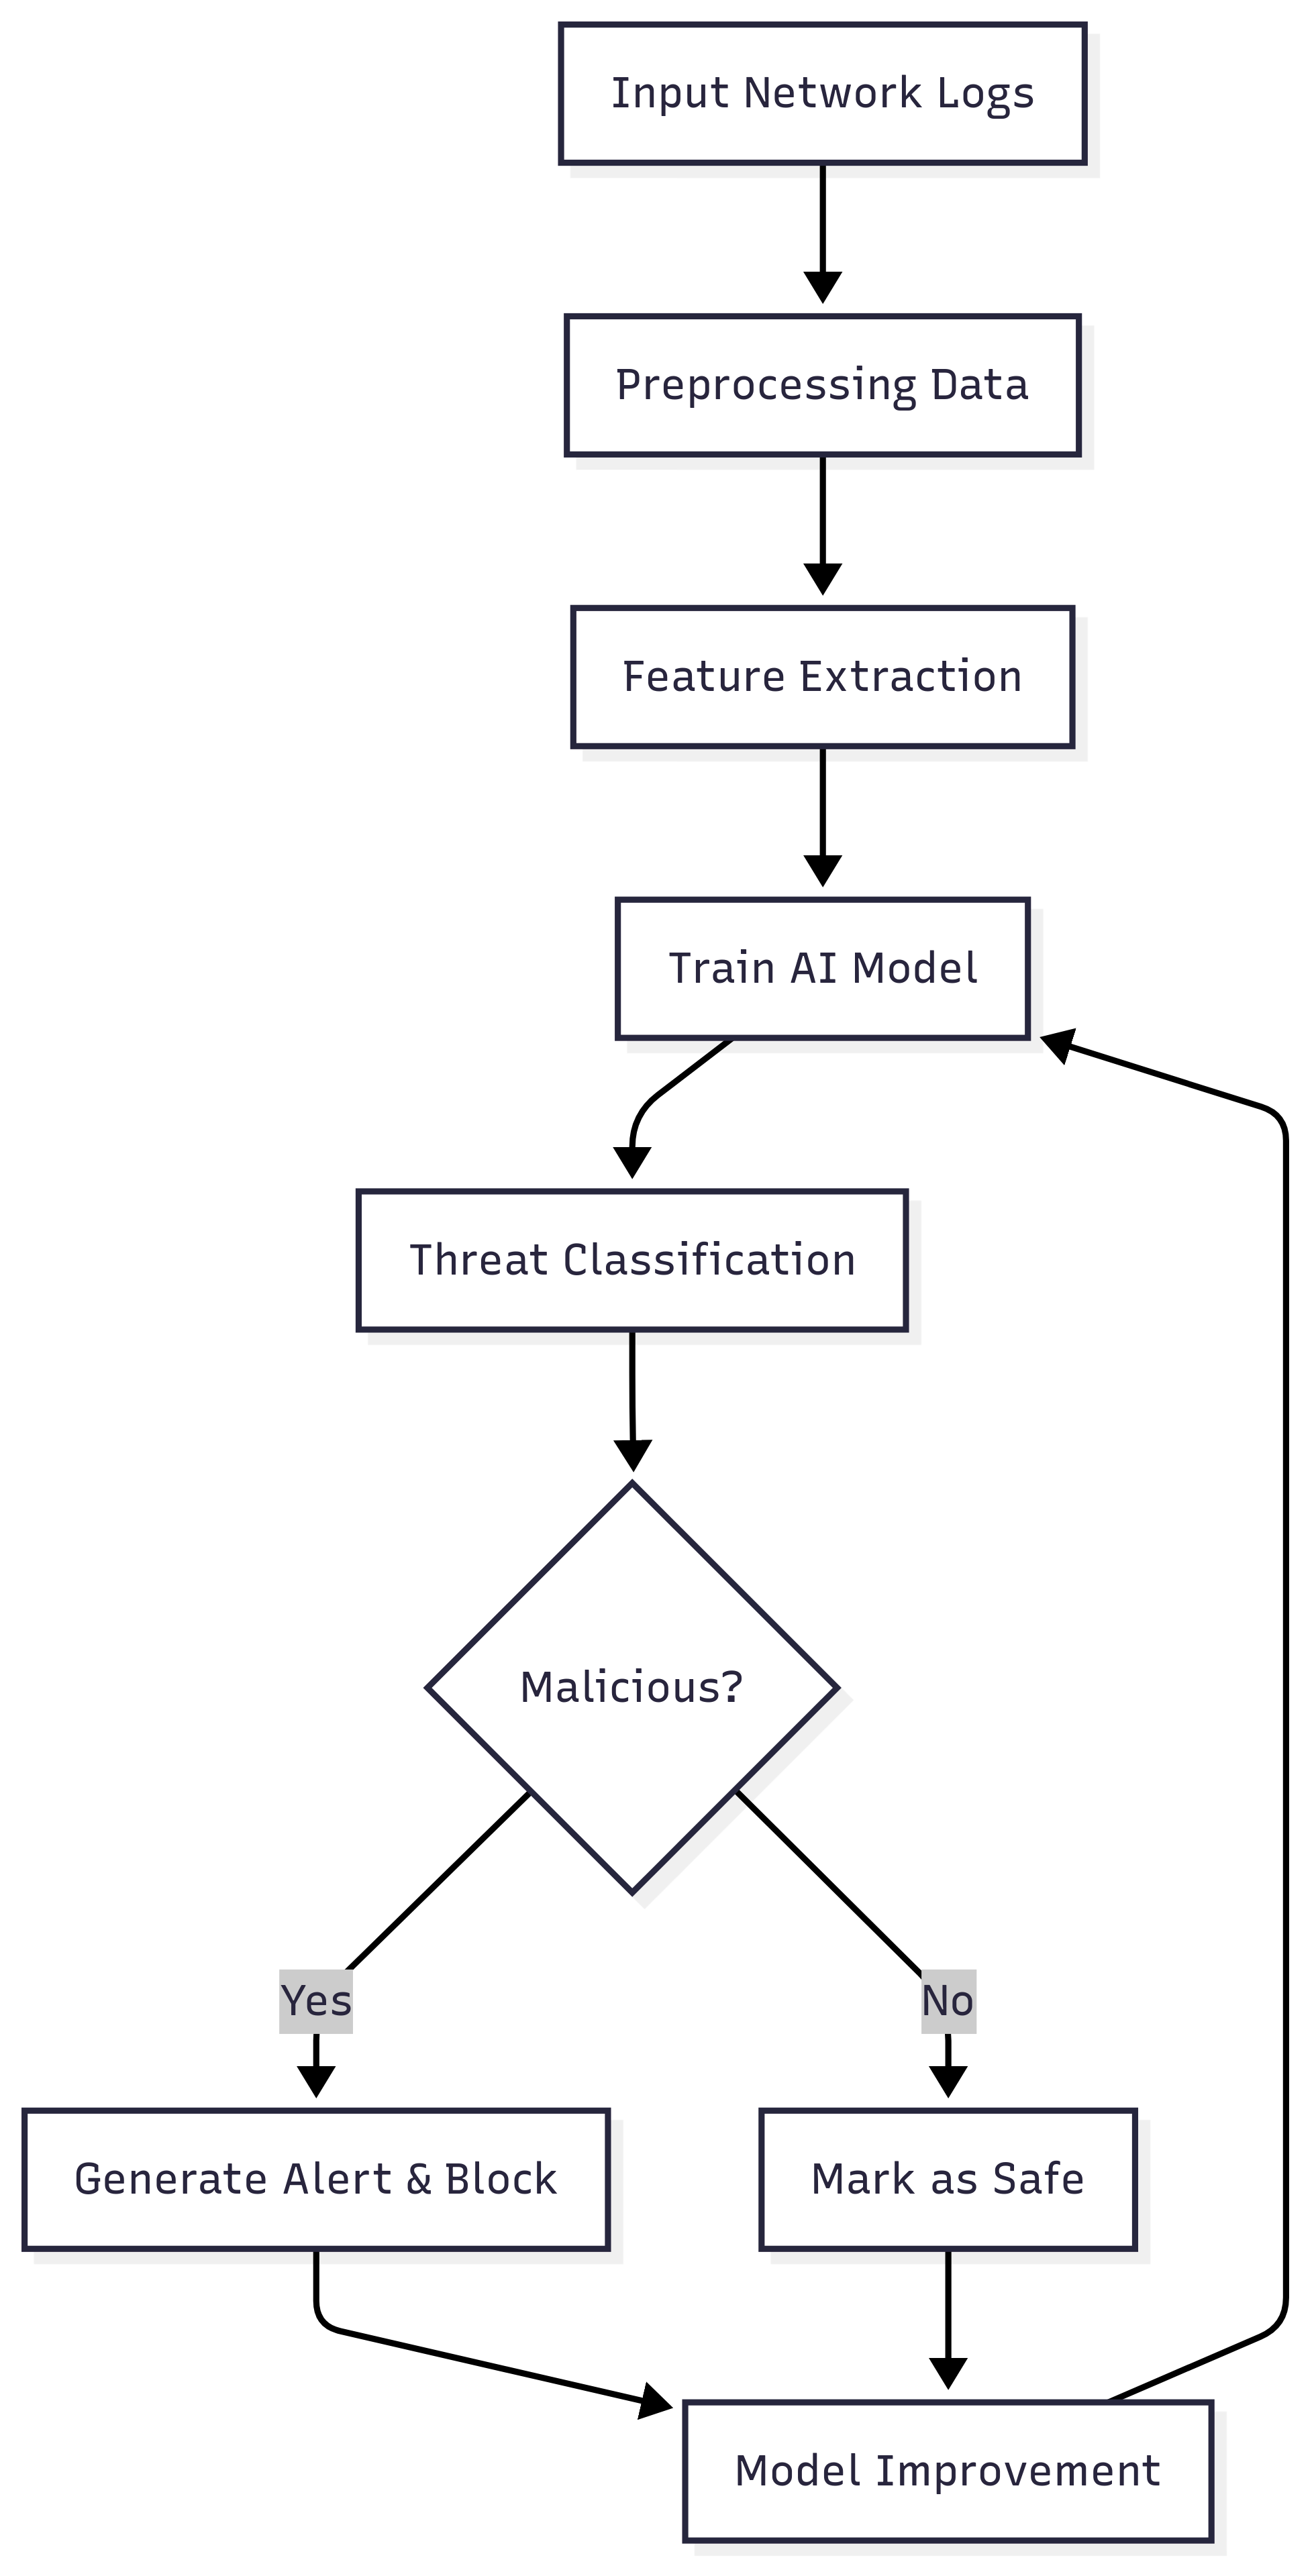 Input Network Logs
Preprocessing Data
Feature Extraction
Train AI Model
Threat Classification
Malicious?
Yes
No
Generate Alert & Block
Mark as Safe
Model Improvement